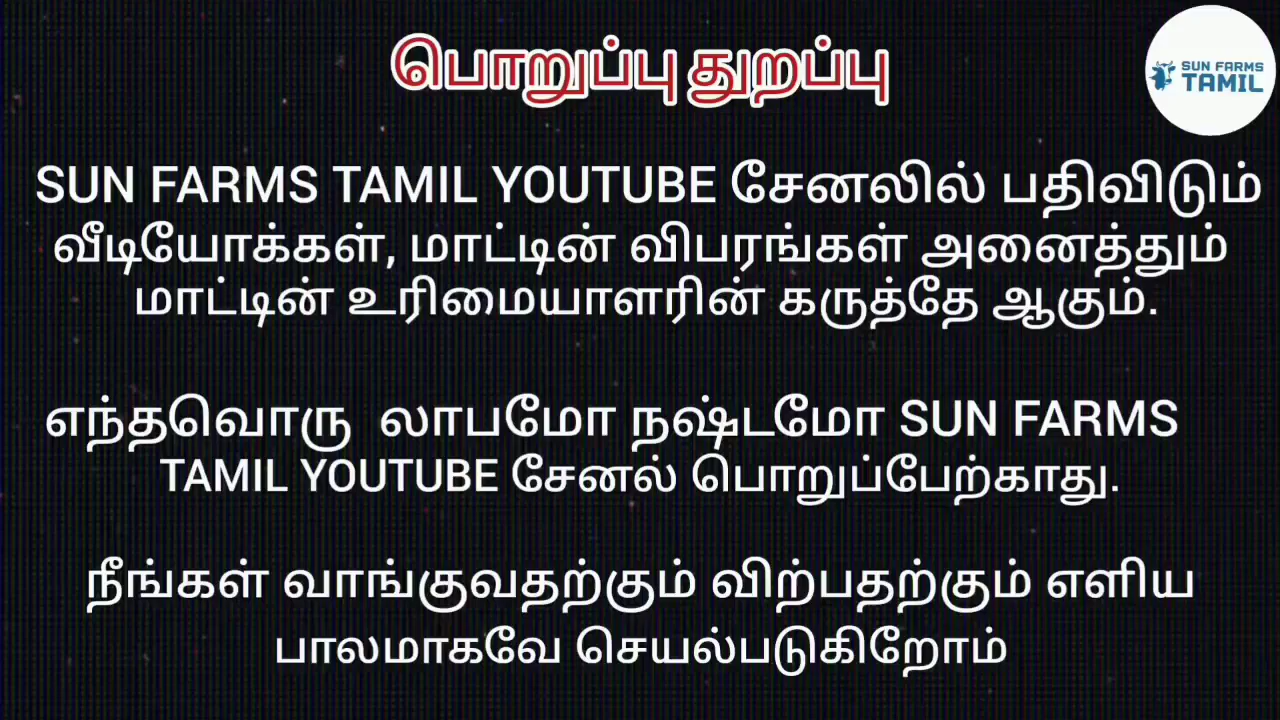 பொறுப்பு துறப்பு
SUN FARMS
TAMIL
SUN FARMS TAMIL YOUTUBE சேனலில் பதிவிடும்
வீடியோக்கள், மாட்டின் விபரங்கள் அனைத்தும்
மாட்டின் உரிமையாளரின் கருத்தே ஆகும்.
எந்தவொரு லாபமோ நஷ்டமோ SUN FARMS
TAMIL YOUTUBE சேனல் பொறுப்பேற்காது.
நீங்கள் வாங்குவதற்கும் விற்பதற்கும் எளிய
பாலமாகவே செயல்படுகிறோம்